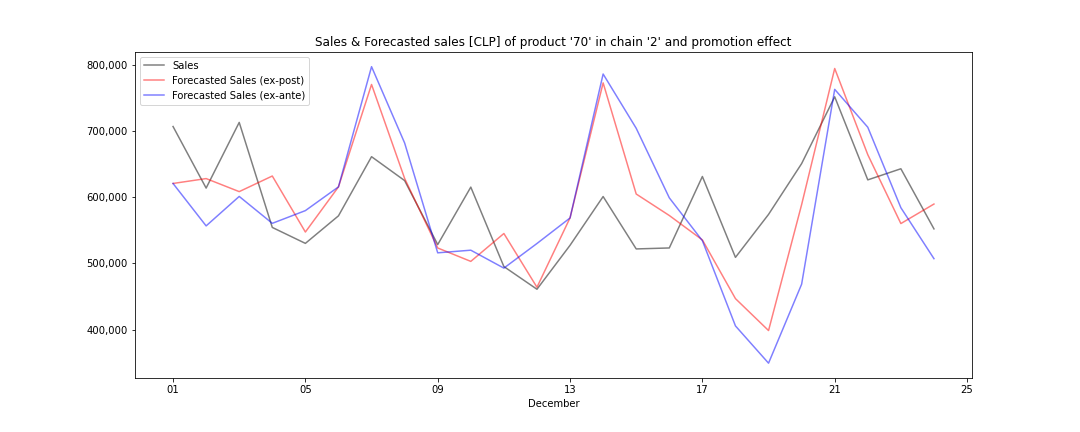 Sales & Forecasted sales [CLP] of product '70' in chain '2' and promotion effect
Sales
Forecasted Sales (ex-post)
Forecasted Sales (ex-ante)
800,000
700,000
600,000
500,000
400,000
01 05 09 13 17 21 25
December